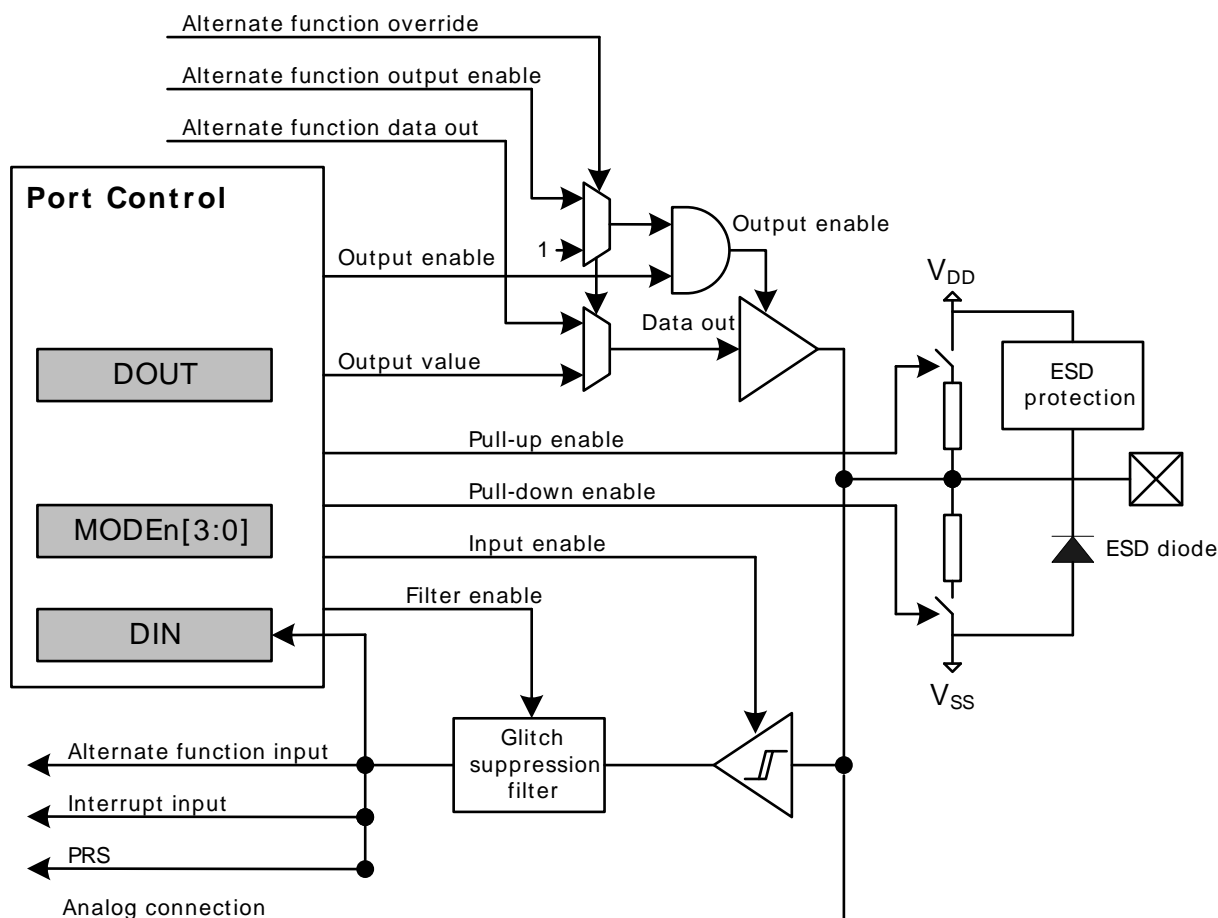 Alternate function override
Alternate function output enable
Alternate function data out
Port Control
Output enable
1
Output enable
Data out
Output value
DOUT
VDD
ESD
protection
Pull-up enable
Pull-down enable
MODEn[3:0]
Input enable
ESD diode
Filter enable
DIN
VSS
Glitch
suppression
filter
Alternate function input
Interrupt input
PRS
Analog connection